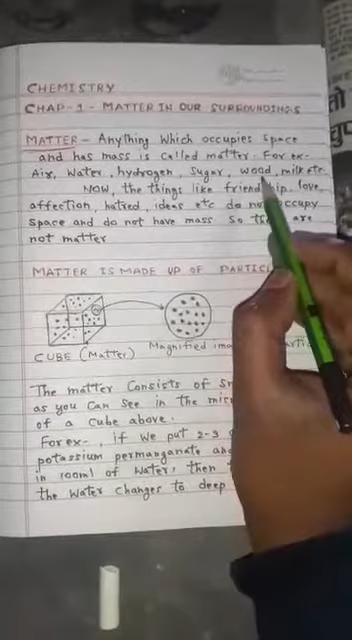 CHEMISTRY
CHAP-1- MATTER IN OUR SURROUNDINGS
MATTER - Anything which occupies space
and has mass is called matter. For ex-
Air, Water, hydrogen, Sugar, wood, milk etc.
NOW, the things like friendship, love,
affection, hatred, ideas etc do not occupy
Space and do not have mass so are
not matter
MATTER IS MADE UP OF
CUBE (Matter) Magnified
The matter Consists of
as you can see in the
of a cube above.
For ex-, if we put 2-3
potassium permanganate
in 100ml of Water, then
the water changes to deep